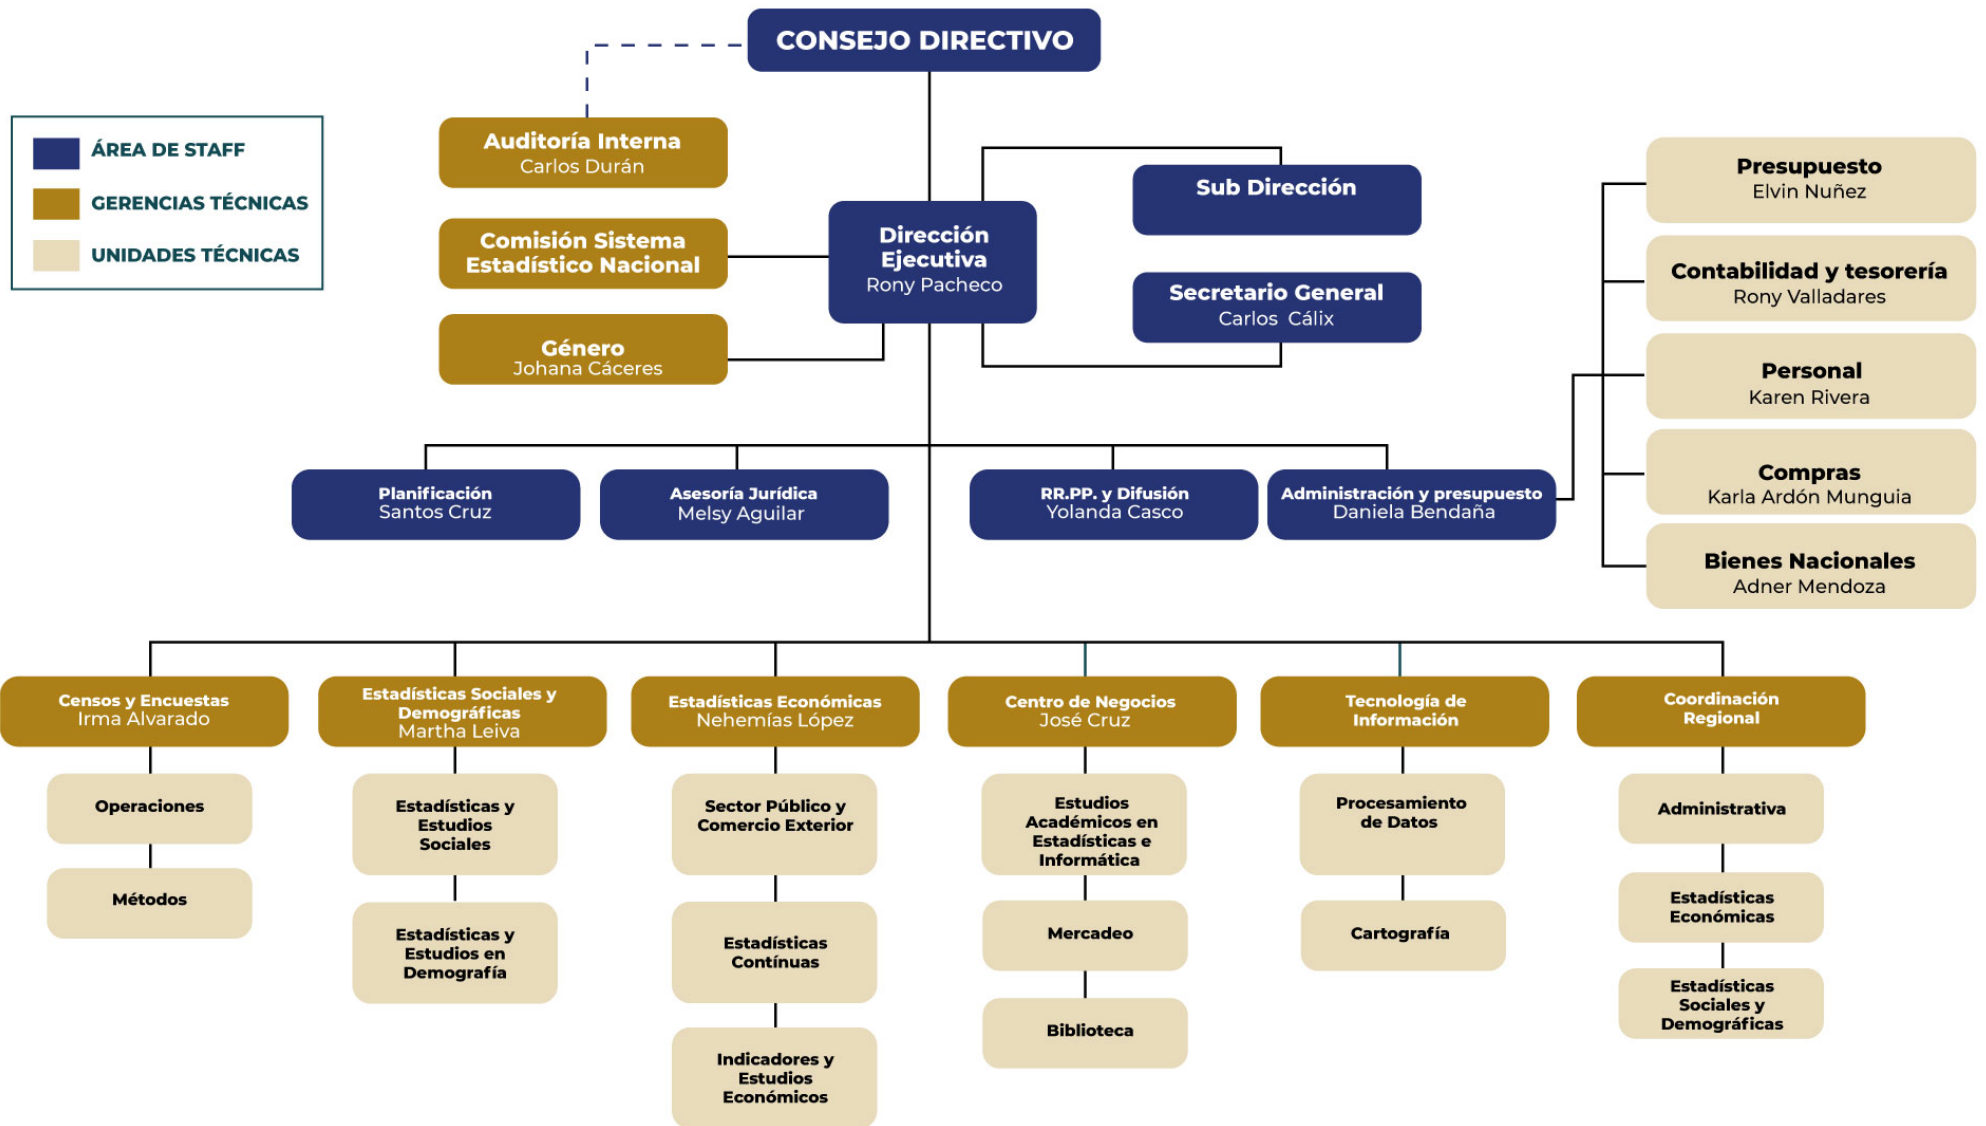 CONSEJO DIRECTIVO
ÁREA DE STAFF
GERENCIAS TÉCNICAS
UNIDADES TÉCNICAS
Auditoría Interna
Carlos Durán
Comisión Sistema
Estadístico Nacional
Género
Johana Cáceres
Dirección
Ejecutiva
Rony Pacheco
Sub Dirección
Secretario General
Carlos Cálix
Presupuesto
Elvin Nuñez
Contabilidad y tesorería
Rony Valladares
Personal
Karen Rivera
Compras
Karla Ardón Munguia
Bienes Nacionales
Adner Mendoza
Planificación
Santos Cruz
Asesoría Jurídica
Melsy Aguilar
RR.PP. y Difusión
Yolanda Casco
Administración y presupuesto
Daniela Bendaña
Censos y Encuestas
Irma Alvarado
Operaciones
Métodos
Estadísticas Sociales y
Demográficas
Martha Leiva
Estadísticas y
Estudios
Sociales
Estadísticas y
Estudios en
Demografía
Estadísticas Económicas
Nehemías López
Sector Público y
Comercio Exterior
Estadísticas
Contínuas
Indicadores y
Estudios
Económicos
Centro de Negocios
José Cruz
Estudios
Académicos en
Estadísticas e
Informática
Mercadeo
Biblioteca
Tecnología de
Información
Procesamiento
de Datos
Cartografía
Coordinación
Regional
Administrativa
Estadísticas
Económicas
Estadísticas
Sociales y
Demográficas